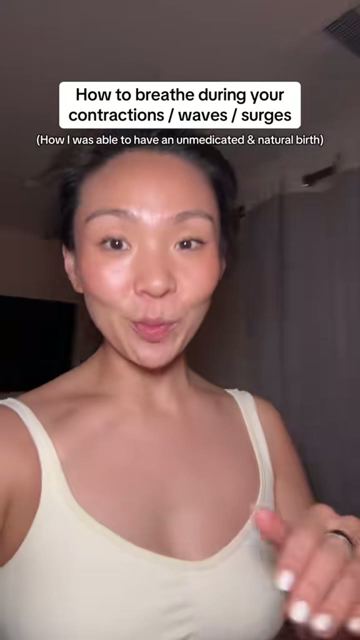 How to breathe during your
contractions / waves / surges
(How I was able to have an unmedicated & natural birth)